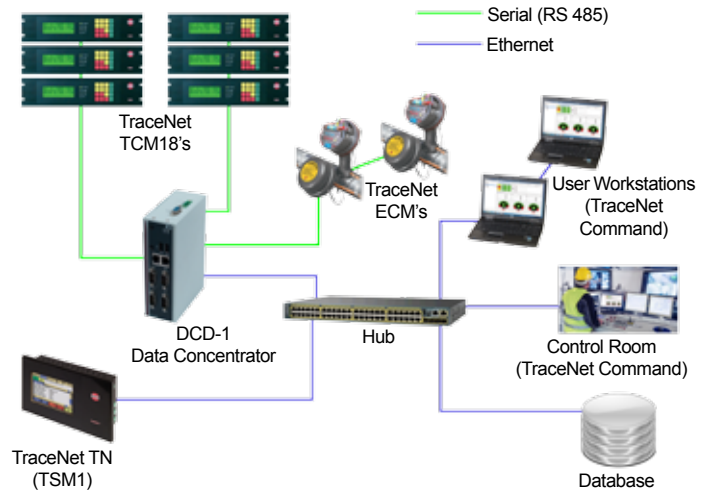 Serial (RS 485)
Ethernet
TraceNet
TCM18's
TraceNet
ECM's
User Workstations
(TraceNet
Command)
DCD-1
Data Concentrator
Hub
Control Room
(TraceNet Command)
TraceNet TN
(TSM1)
Database